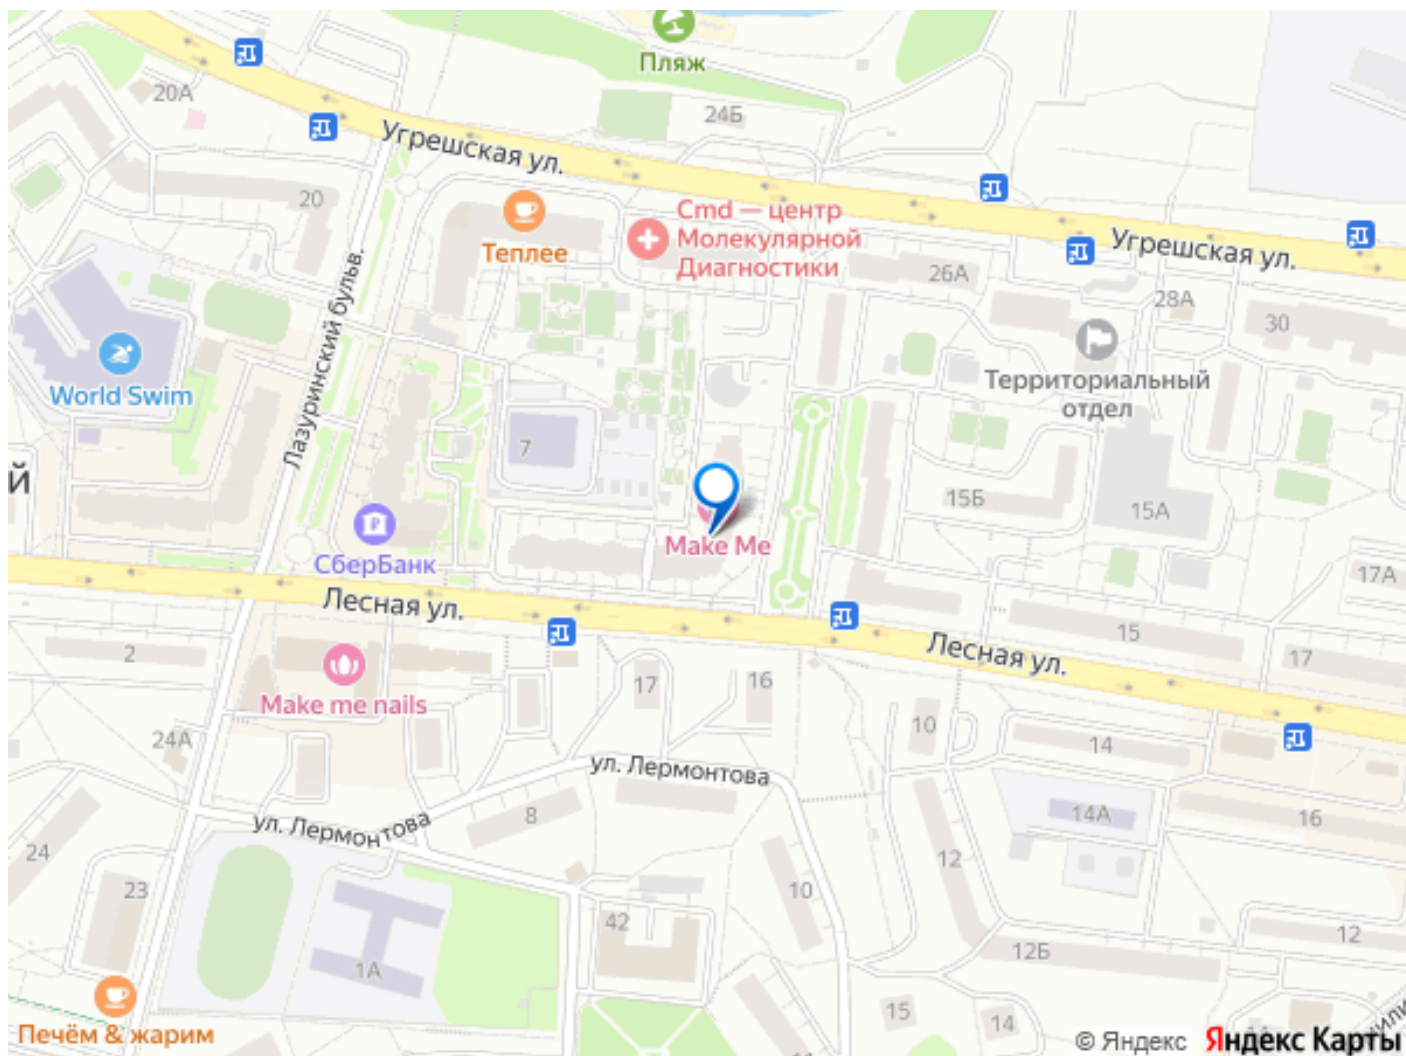 Пляж
20А
24Б
Угрешская ул.
20
Теплее
Cmd — центр
Молекулярной
Диагностики
26А
Угрешская ул.
28А
30
Лазуринский бульв.
World Swim
Территориальный
отдел
7
й
15Б
15А
СберБанк
Make Me
17А
Лесная ул.
15
Лесная ул.
17
2
Make me nails
17
16
10
14
24А
ул. Лермонтова
ул. Лермонтова
8
14А
16
24
23
12
10
42
12
12Б
1А
15
14
Печём & жарим
© Яндекс
Яндекс Карты